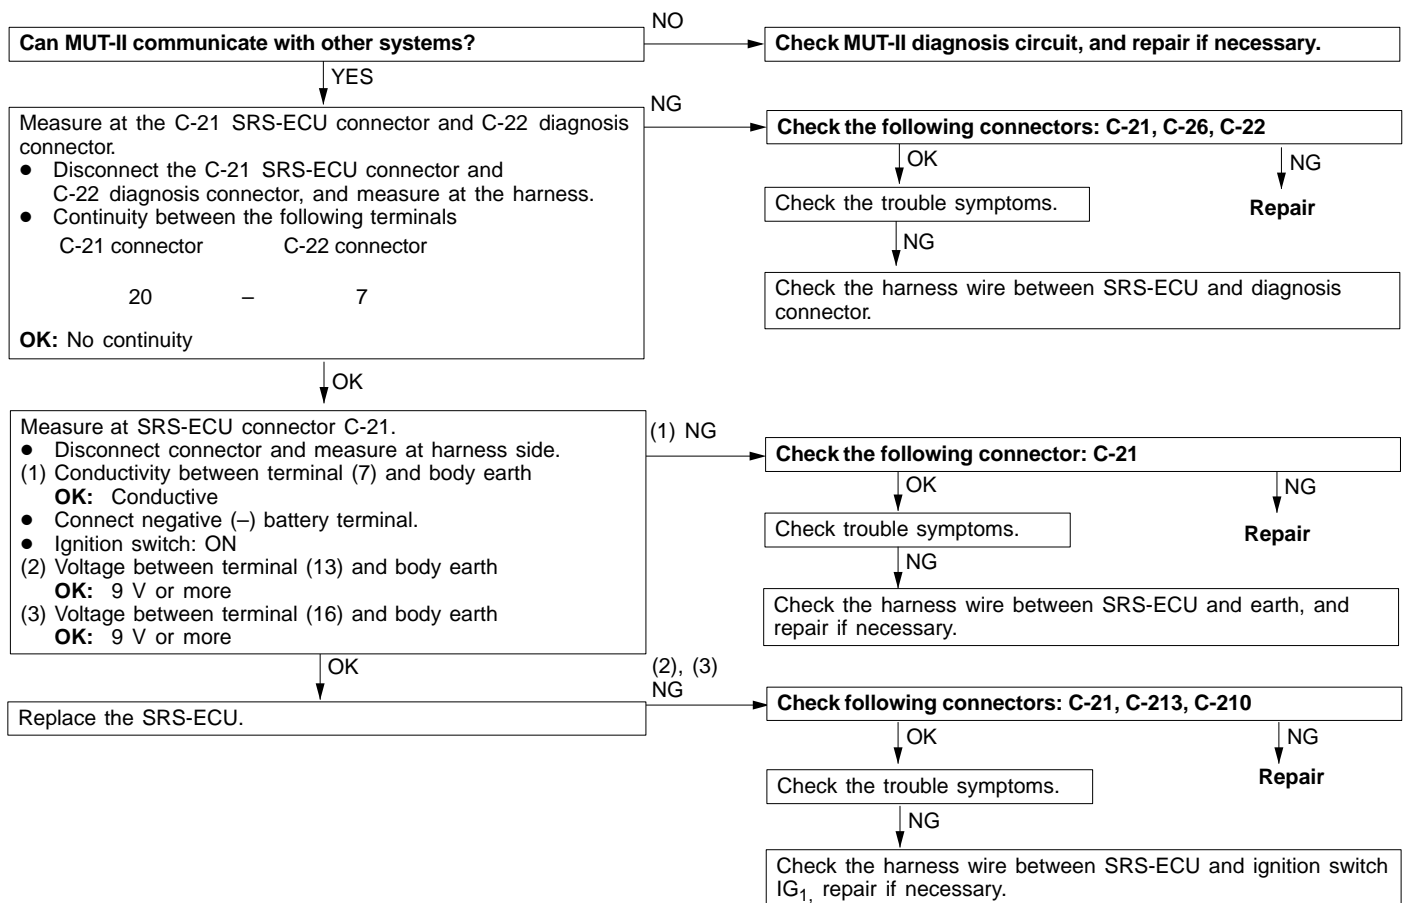 NO
Can MUT-II communicate with other systems?
Check MUT-II diagnosis circuit, and repair if necessary.
YES
NG
Measure at the C-21 SRS-ECU connector and C-22 diagnosis
connector.
● Disconnect the C-21 SRS-ECU connector and
C-22 diagnosis connector, and measure at the harness.
● Continuity between the following terminals
C-21 connector C-22 connector
20 – 7
OK: No continuity
Check the following connectors: C-21, C-26, C-22
OK
NG
Check the trouble symptoms.
Repair
NG
Check the harness wire between SRS-ECU and diagnosis
connector.
OK
Measure at SRS-ECU connector C-21.
● Disconnect connector and measure at harness side.
(1) Conductivity between terminal (7) and body earth
OK: Conductive
● Connect negative (–) battery terminal.
● Ignition switch: ON
(2) Voltage between terminal (13) and body earth
OK: 9 V or more
(3) Voltage between terminal (16) and body earth
OK: 9 V or more
(1) NG
Check the following connector: C-21
OK
NG
Check trouble symptoms.
Repair
NG
Check the harness wire between SRS-ECU and earth, and
repair if necessary.
OK
(2), (3)
NG
Replace the SRS-ECU.
Check following connectors: C-21, C-213, C-210
OK
NG
Check the trouble symptoms.
Repair
NG
Check the harness wire between SRS-ECU and ignition switch
IG1, repair if necessary.